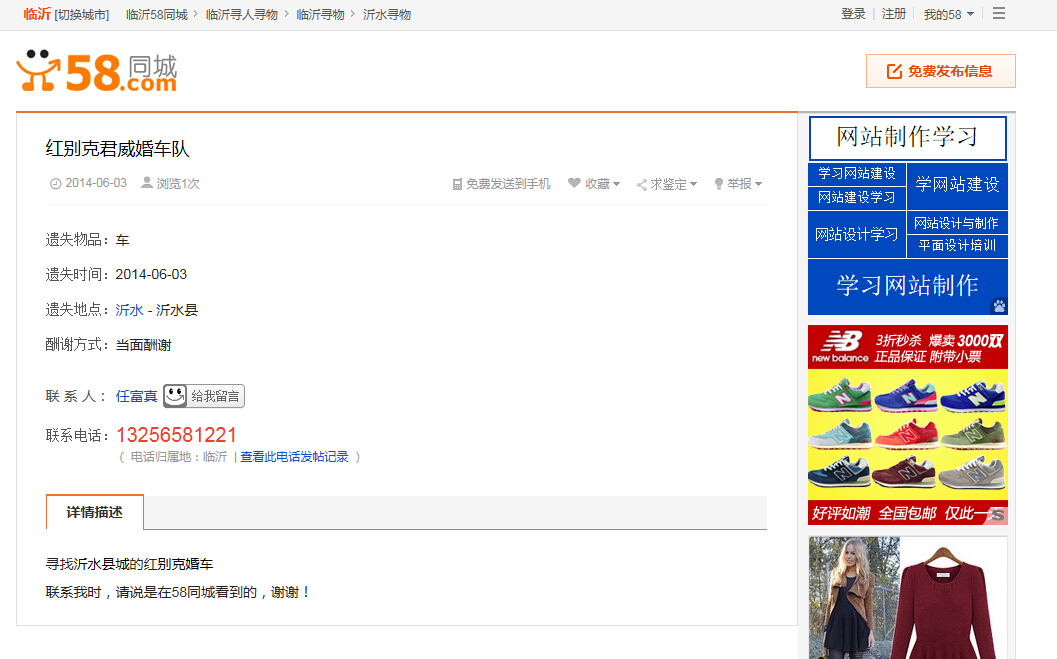 临沂 [切换城市] 临沂58同城 > 临沂寻人寻物 > 临沂寻物 > 沂水寻物
登录 | 注册 | 我的58
58同城
.com
免费发布信息
红别克君威婚车队
2014-06-03 浏览1次
免费发送到手机 收藏 求鉴定 举报
遗失物品：车
遗失时间：2014-06-03
遗失地点：沂水 - 沂水县
酬谢方式：当面酬谢
联 系 人： 任富真 给我留言
联系电话：13256581221
（ 电话归属地：临沂 | 查看此电话发帖记录 ）
详情描述
寻找沂水县城的红别克婚车
联系我时，请说是在58同城看到的，谢谢！
网站制作学习
学习网站建设
网站建设学习
学网站建设
网站设计学习
网站设计与制作
平面设计培训
学习网站制作
new balance
3折秒杀 爆卖3000双
正品保证 附带小票
好评如潮 全国包邮 仅此一